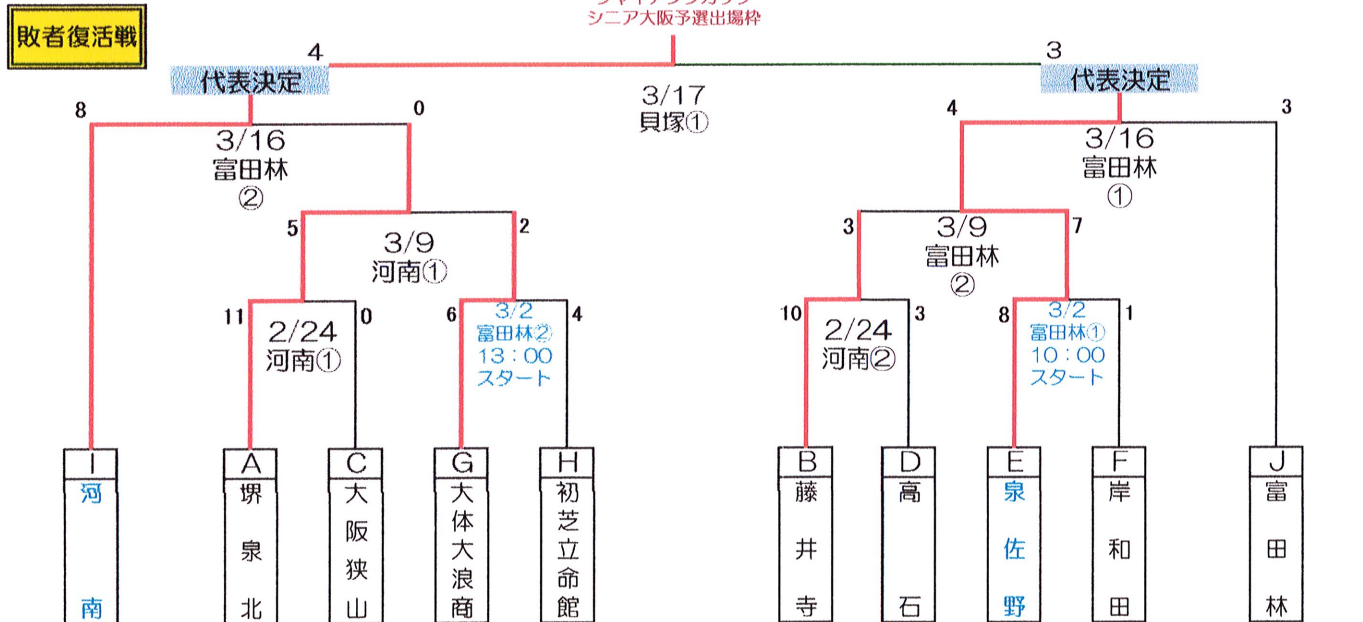 シニア大阪予選出場枠
敗者復活戦
4
3
代表決定
代表決定
3/17
貝塚①
8
0
3/16
富田林
②
4
3
3/16
富田林
①
5
2
3/9
河南①
3
7
3/9
富田林
②
11
0
2/24
河南①
6
4
3/2
富田林②
13:00
スタート
10
3
2/24
河南②
8
1
3/2
富田林①
10:00
スタート
I
河南
A
堺泉北
C
大阪狭山
G
大体大浪商
H
初芝立命館
B
藤井寺
D
高石
E
泉佐野
F
岸和田
J
富田林